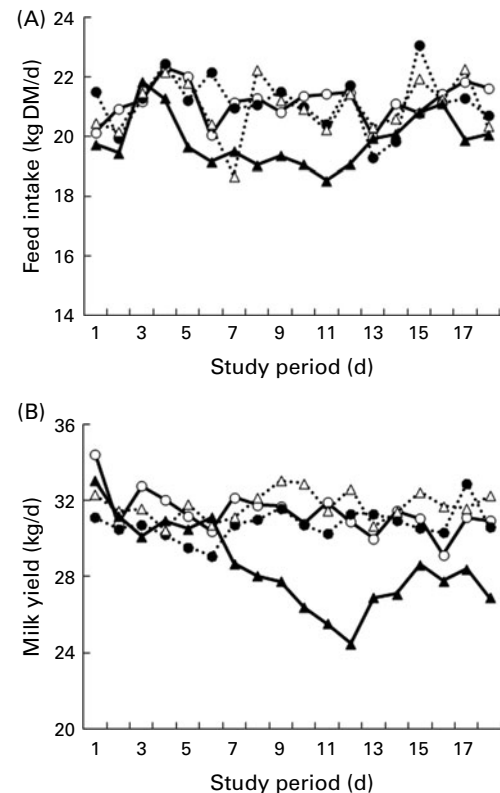 (A)
24
22
20
18
16
14
Feed intake (kg DM/d)
1 3 5 7 9 11 13 15 17
Study period (d)
(B)
36
32
28
24
20
Milk yield (kg/d)
1 3 5 7 9 11 13 15 17
Study period (d)